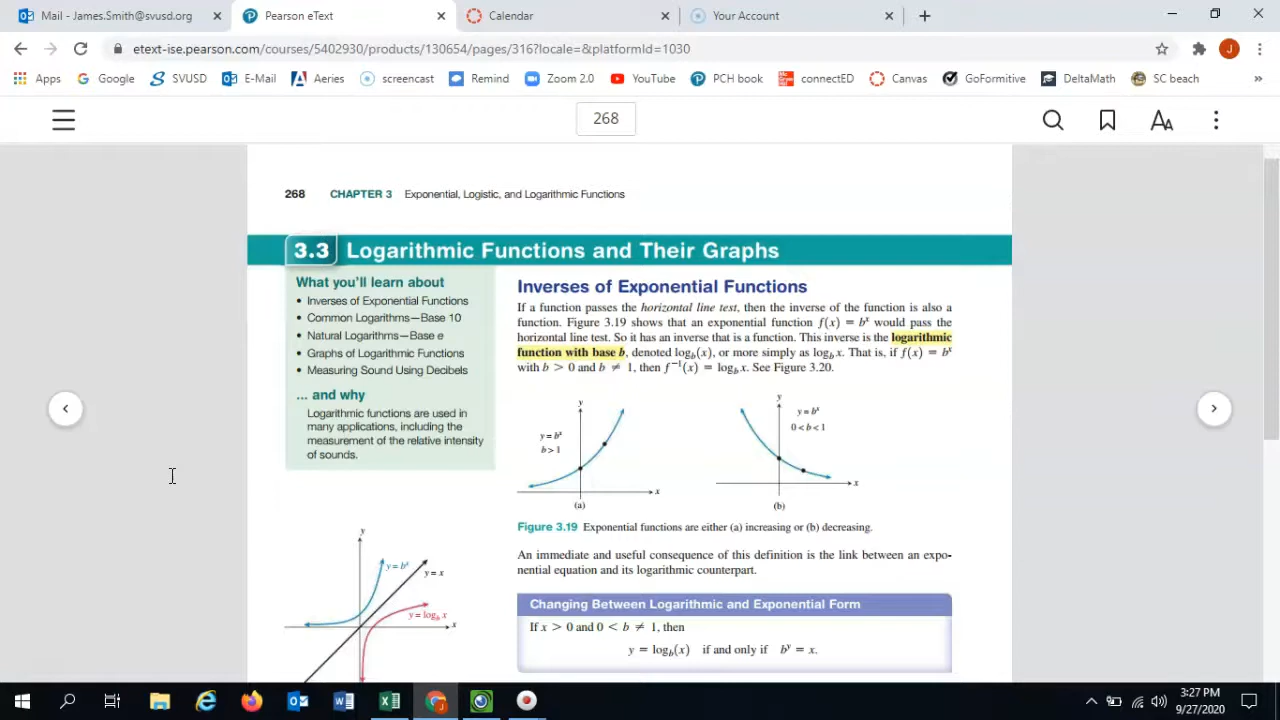 Mail - James.Smith@svusd.org
Pearson eText
Calendar
Your Account
etext-ise.pearson.com/courses/5402930/products/130654/pages/316?locale=&platformId=1030
J
Apps
Google
SVUSD
E-Mail
Aeries
screencast
Remind
Zoom 2.0
YouTube
PCH book
connectED
Canvas
GoFormitive
DeltaMath
SC beach
268
268 CHAPTER 3 Exponential, Logistic, and Logarithmic Functions
3.3 Logarithmic Functions and Their Graphs
What you'll learn about
• Inverses of Exponential Functions
• Common Logarithms—Base 10
• Natural Logarithms—Base e
• Graphs of Logarithmic Functions
• Measuring Sound Using Decibels
... and why
Logarithmic functions are used in
many applications, including the
measurement of the relative intensity
of sounds.
Inverses of Exponential Functions
If a function passes the horizontal line test, then the inverse of the function is also a
function. Figure 3.19 shows that an exponential function f(x) = bˣ would pass the
horizontal line test. So it has an inverse that is a function. This inverse is the logarithmic
function with base b, denoted log_b(x), or more simply as log_b x. That is, if f(x) = bˣ
with b > 0 and b ≠ 1, then f⁻¹(x) = log_b x. See Figure 3.20.
y
y = bˣ
b > 1
x
(a)
y
y = bˣ
0 < b < 1
x
(b)
Figure 3.19 Exponential functions are either (a) increasing or (b) decreasing.
An immediate and useful consequence of this definition is the link between an expo-
nential equation and its logarithmic counterpart.
Changing Between Logarithmic and Exponential Form
If x > 0 and 0 < b ≠ 1, then
y = log_b(x) if and only if bʸ = x.
y
y = bˣ
y = x
y = log_b x
x
3:27 PM
9/27/2020